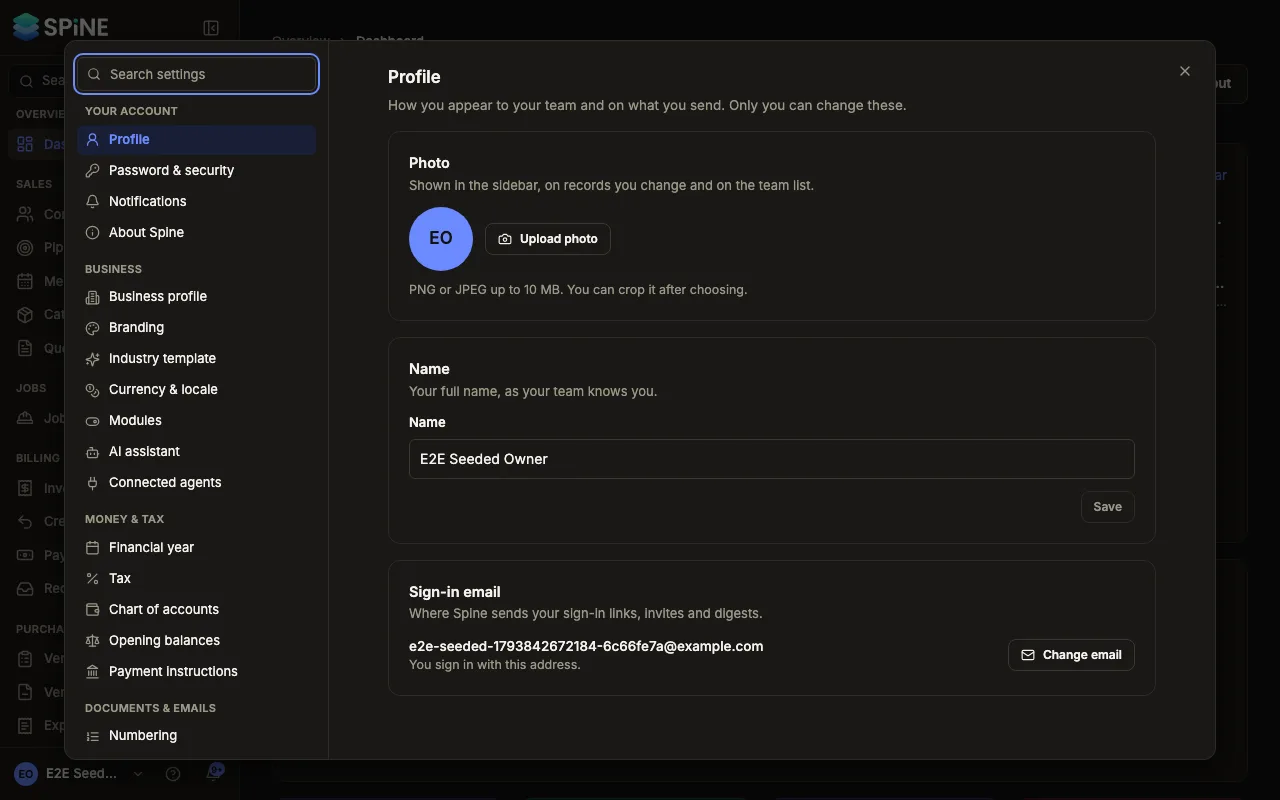 SPiNE
Overview
Dashboard
Search settings
YOUR ACCOUNT
Profile
Password & security
Notifications
About Spine
BUSINESS
Business profile
Branding
Industry template
Currency & locale
Modules
AI assistant
Connected agents
MONEY & TAX
Financial year
Tax
Chart of accounts
Opening balances
Payment instructions
DOCUMENTS & EMAILS
Numbering
Profile
How you appear to your team and on what you send. Only you can change these.
Photo
Shown in the sidebar, on records you change and on the team list.
EO
Upload photo
PNG or JPEG up to 10 MB. You can crop it after choosing.
Name
Your full name, as your team knows you.
Name
E2E Seeded Owner
Save
Sign-in email
Where Spine sends your sign-in links, invites and digests.
e2e-seeded-1793842672184-6c66fe7a@example.com
You sign in with this address.
Change email
SALES
JOBS
BILLING
EO
E2E Seed...
9+